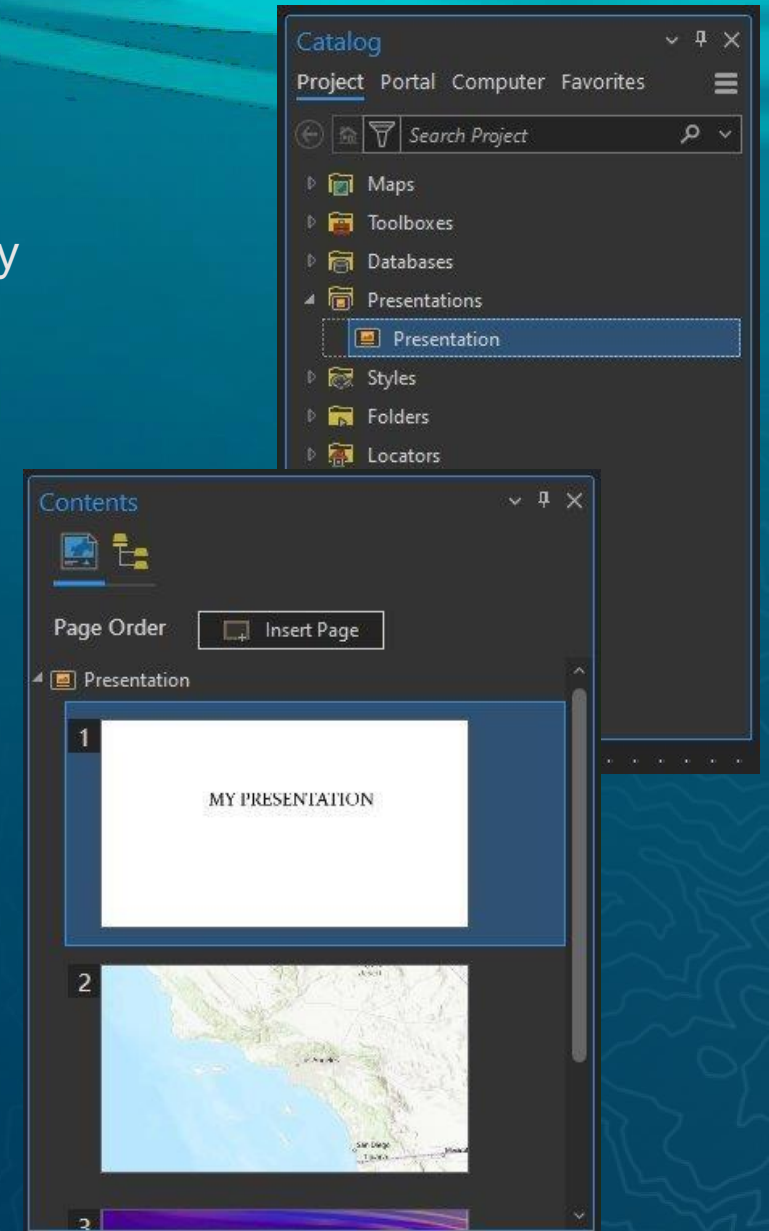 Catalog
Project Portal Computer Favorites
Search Project
Maps
Toolboxes
Databases
y
Presentations
Presentation
Styles
Folders
Locators
Contents
Page Order Insert Page
Presentation
1
MY PRESENTATION
2
San Diego
3